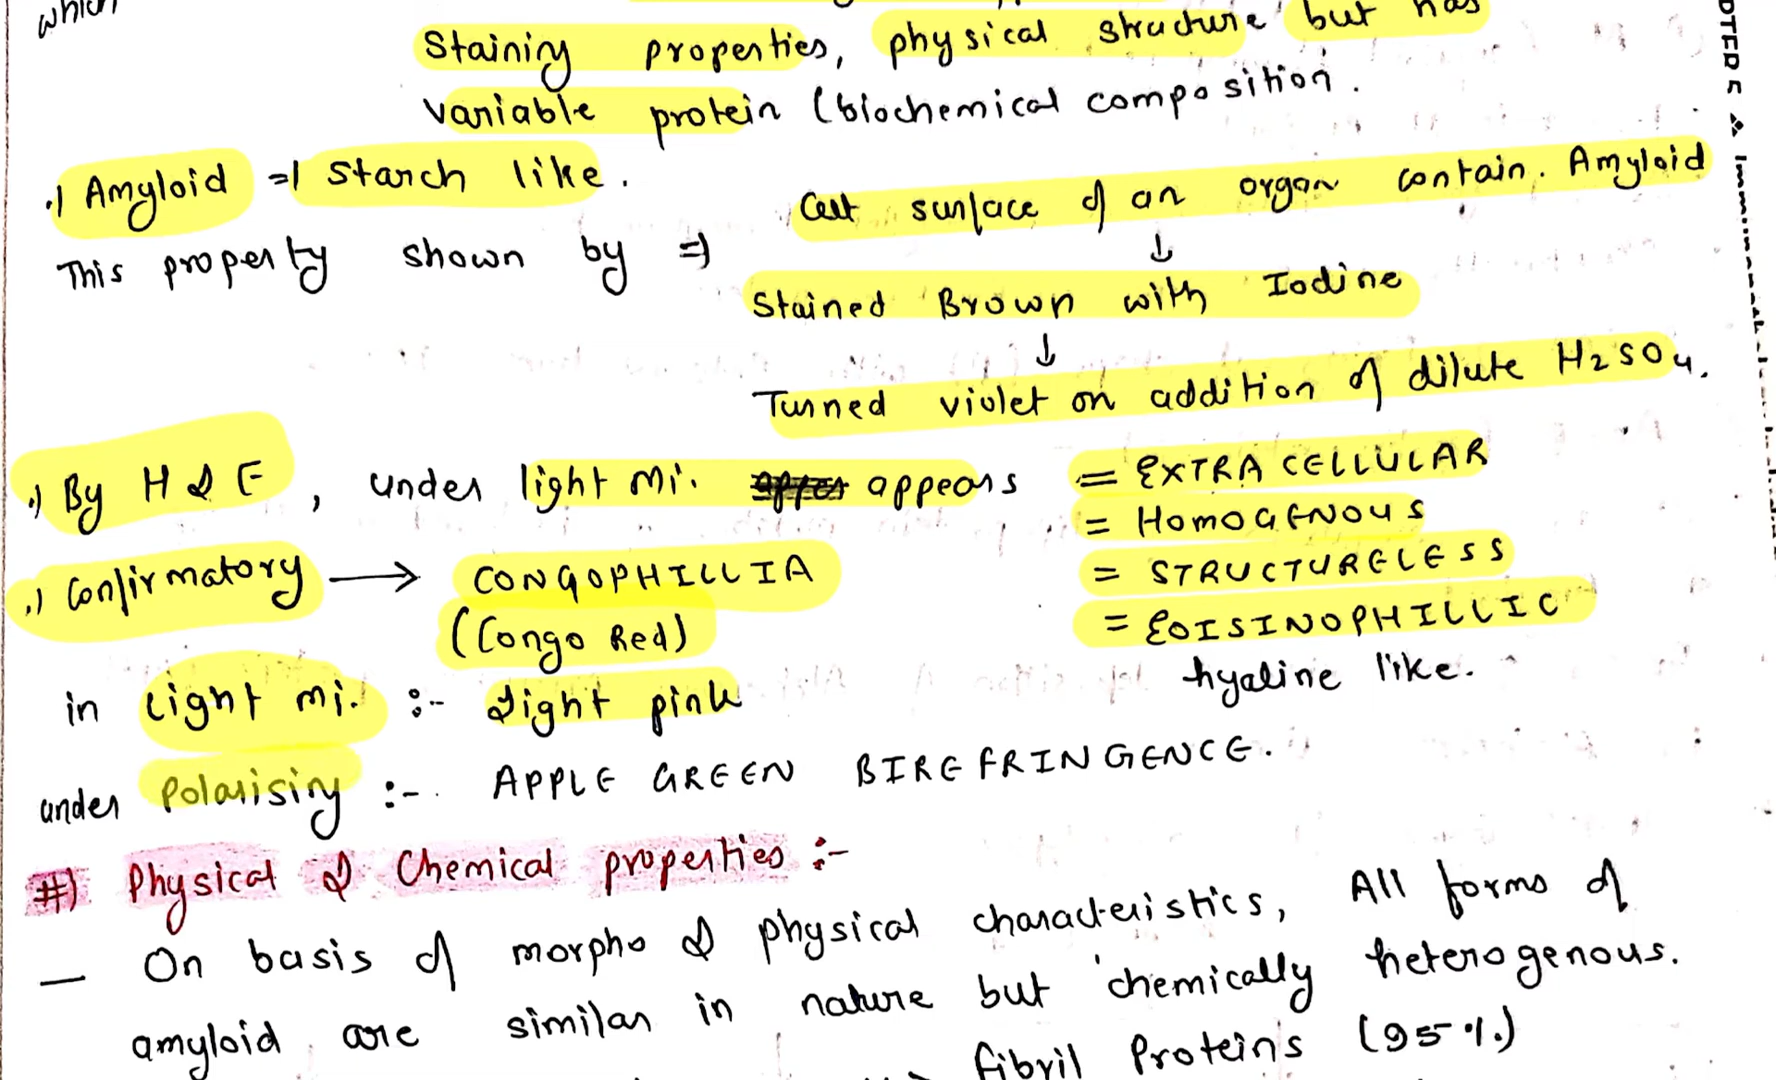 which
Staining properties, physical structure but has
variable protein (biochemical composition.
.) Amyloid => Starch like.
This property shown by =>
Cut surface of an organ contain. Amyloid
↓
Stained Brown with Iodine
↓
Turned violet on addition of dilute H2SO4.
.) By H & E, under light mi. appears
= EXTRA CELLULAR
= HOMOGENOUS
= STRUCTURELESS
= EOISINOPHILLIC
hyaline like.
.) Confirmatory → CONGOPHILLIA
(Congo Red)
in light mi. :- Light pink
under Polarising :- APPLE GREEN BIREFRINGENCE.
#) Physical & Chemical properties :-
— On basis of morpho & physical characteristics, All forms of
amyloid are similar in nature but chemically heterogenous.
fibril Proteins (95%)